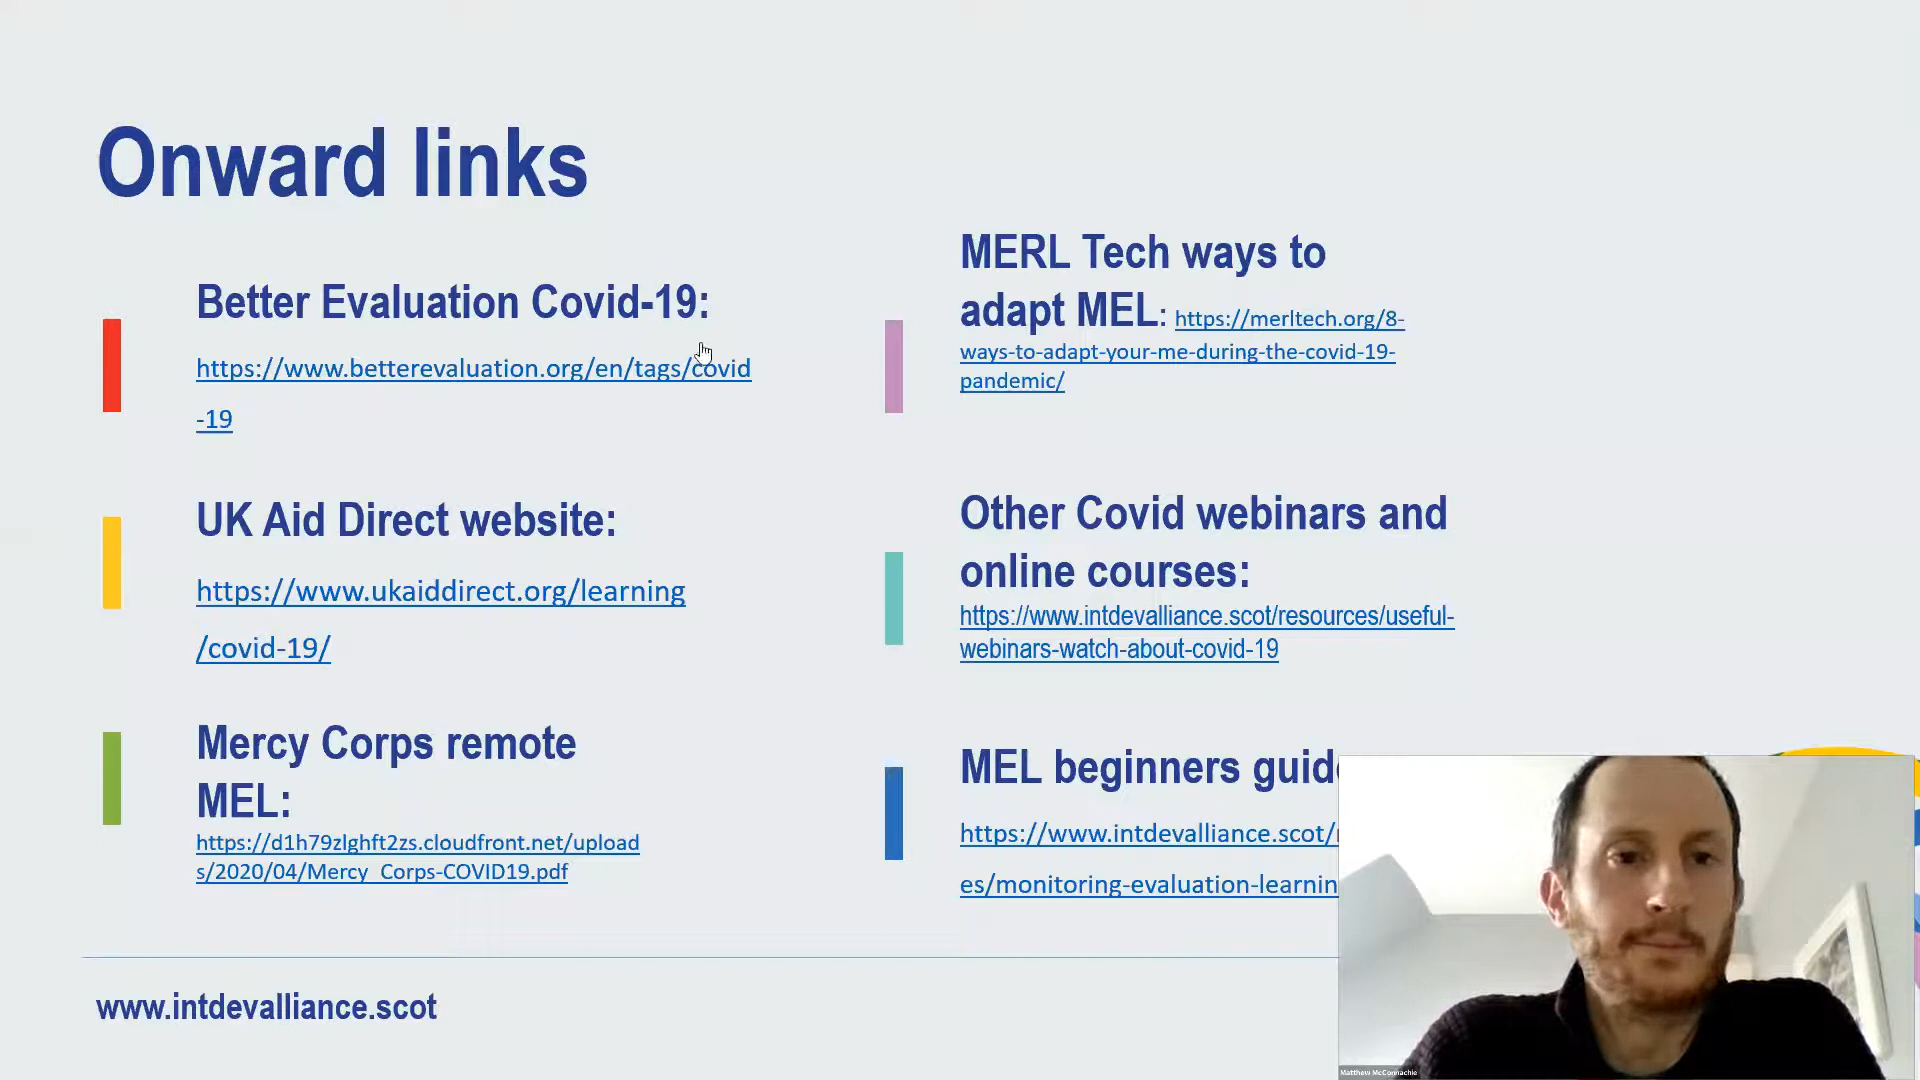 Onward links
Better Evaluation Covid-19:
https://www.betterevaluation.org/en/tags/covid
-19
UK Aid Direct website:
https://www.ukaiddirect.org/learning
/covid-19/
Mercy Corps remote
MEL:
https://d1h79zlghft2zs.cloudfront.net/upload
s/2020/04/Mercy_Corps-COVID19.pdf
MERL Tech ways to
adapt MEL: https://merltech.org/8-
ways-to-adapt-your-me-during-the-covid-19-
pandemic/
Other Covid webinars and
online courses:
https://www.intdevalliance.scot/resources/useful-
webinars-watch-about-covid-19
MEL beginners guid
https://www.intdevalliance.scot/
es/monitoring-evaluation-learnin
www.intdevalliance.scot
Matthew McConnachie